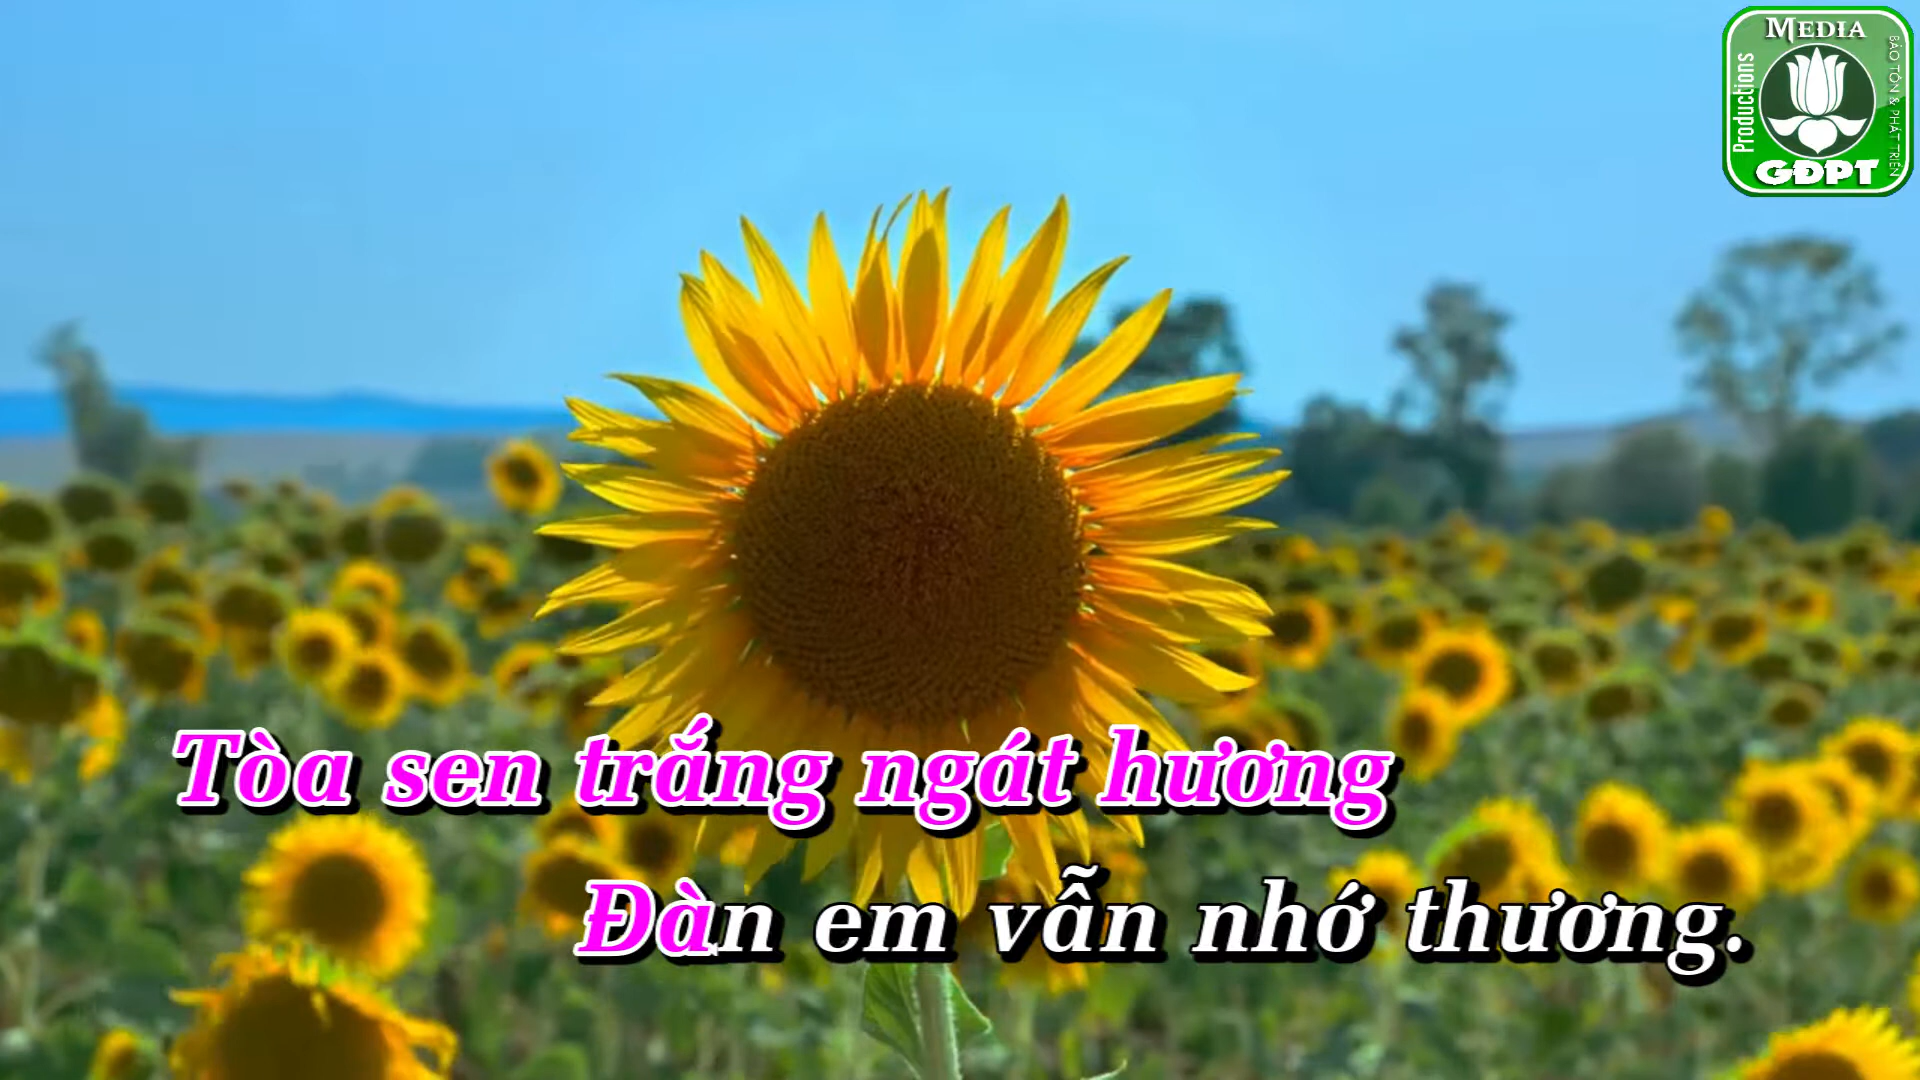 MEDIA
Productions
BẢO TỒN & PHÁT TRIỂN
GĐPT
Tòa sen trắng ngát hương
Đàn em vẫn nhớ thương.